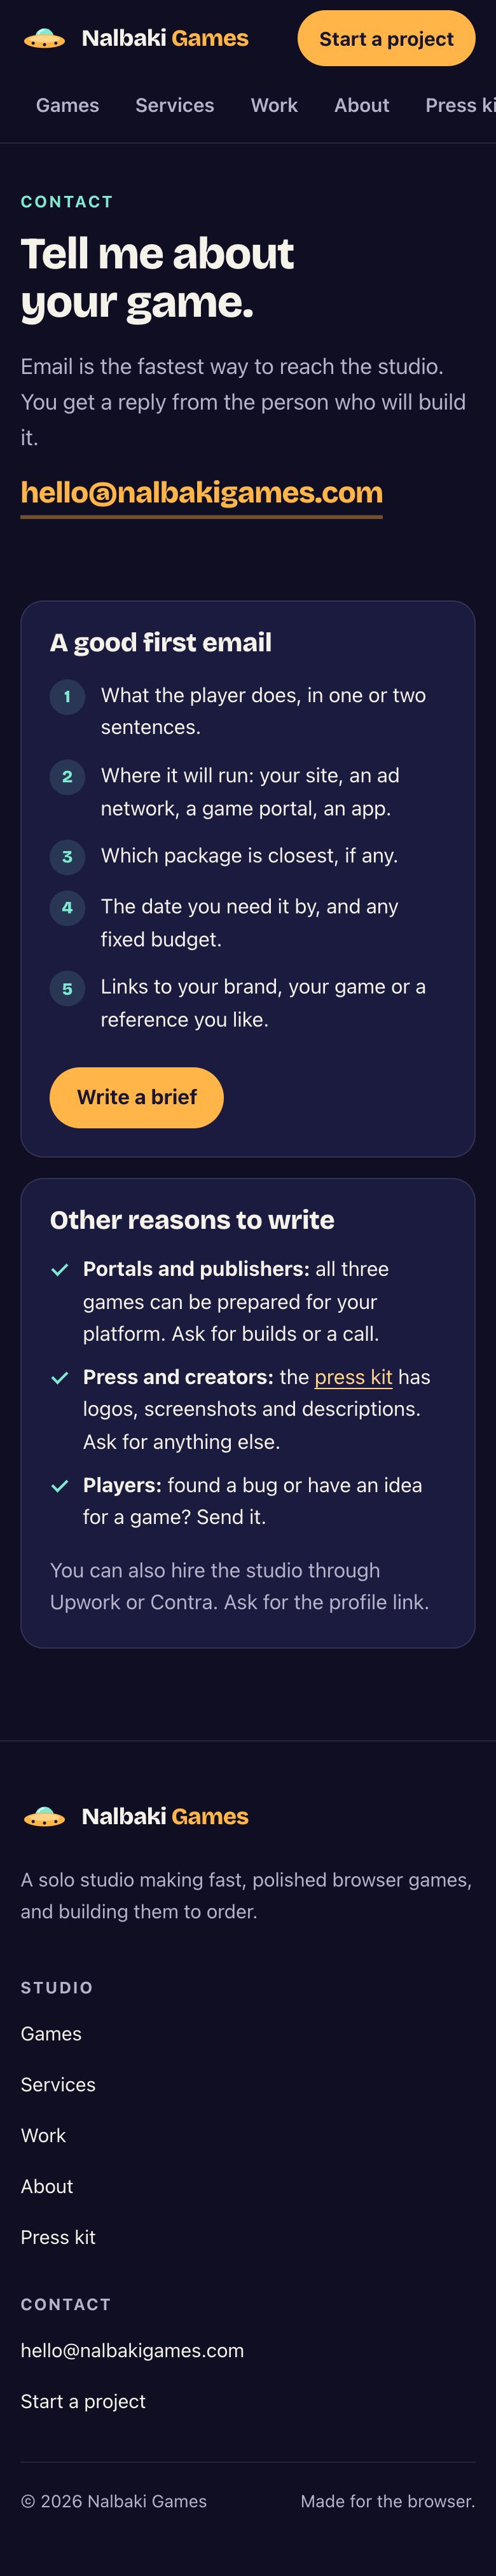 Nalbaki Games
Start a project
Games Services Work About Press ki
CONTACT
Tell me about
your game.
Email is the fastest way to reach the studio.
You get a reply from the person who will build
it.
hello@nalbakigames.com
A good first email
1 What the player does, in one or two
sentences.
2 Where it will run: your site, an ad
network, a game portal, an app.
3 Which package is closest, if any.
4 The date you need it by, and any
fixed budget.
5 Links to your brand, your game or a
reference you like.
Write a brief
Other reasons to write
Portals and publishers: all three
games can be prepared for your
platform. Ask for builds or a call.
Press and creators: the press kit has
logos, screenshots and descriptions.
Ask for anything else.
Players: found a bug or have an idea
for a game? Send it.
You can also hire the studio through
Upwork or Contra. Ask for the profile link.
Nalbaki Games
A solo studio making fast, polished browser games,
and building them to order.
STUDIO
Games
Services
Work
About
Press kit
CONTACT
hello@nalbakigames.com
Start a project
© 2026 Nalbaki Games
Made for the browser.